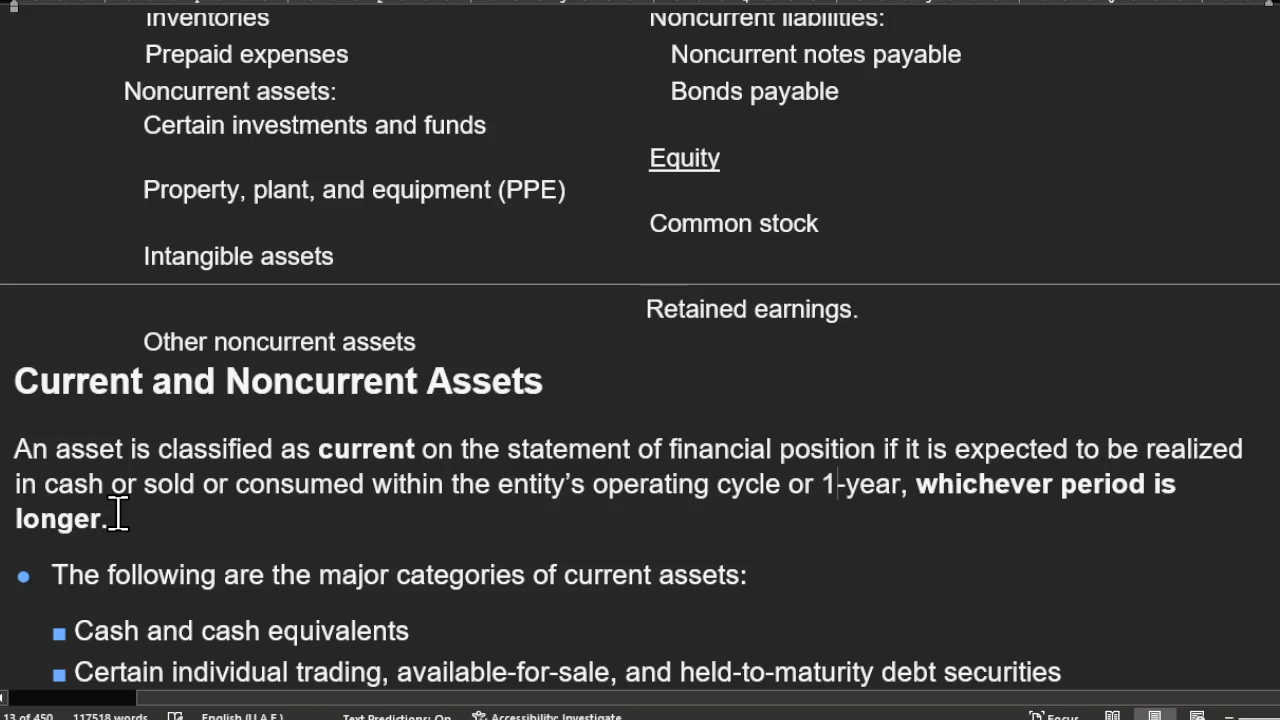 Inventories
Prepaid expenses
Noncurrent assets:
Certain investments and funds
Property, plant, and equipment (PPE)
Intangible assets
Other noncurrent assets
Noncurrent liabilities:
Noncurrent notes payable
Bonds payable
Equity
Common stock
Retained earnings.
Current and Noncurrent Assets
An asset is classified as current on the statement of financial position if it is expected to be realized
in cash or sold or consumed within the entity’s operating cycle or 1-year, whichever period is
longer.
● The following are the major categories of current assets:
■ Cash and cash equivalents
■ Certain individual trading, available-for-sale, and held-to-maturity debt securities
13 of 450 117518 words English (U.A.E.) Text Predictions: On Accessibility: Investigate Focus